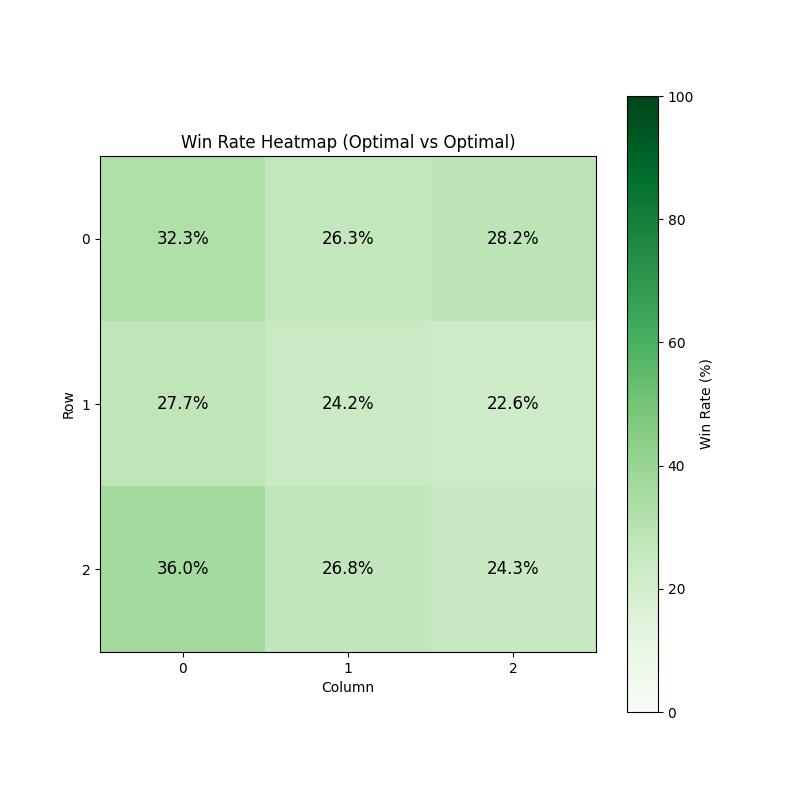 Win Rate Heatmap (Optimal vs Optimal)
100
80
60
40
20
0
Win Rate (%)
Row
0
32.3% 26.3% 28.2%
1
27.7% 24.2% 22.6%
2
36.0% 26.8% 24.3%
0 1 2
Column